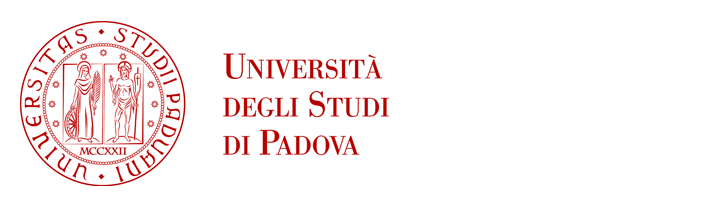 UNIVERSITAS · STUDII PADUANI ·
MCCXXII
UNIVERSITÀ
DEGLI STUDI
DI PADOVA